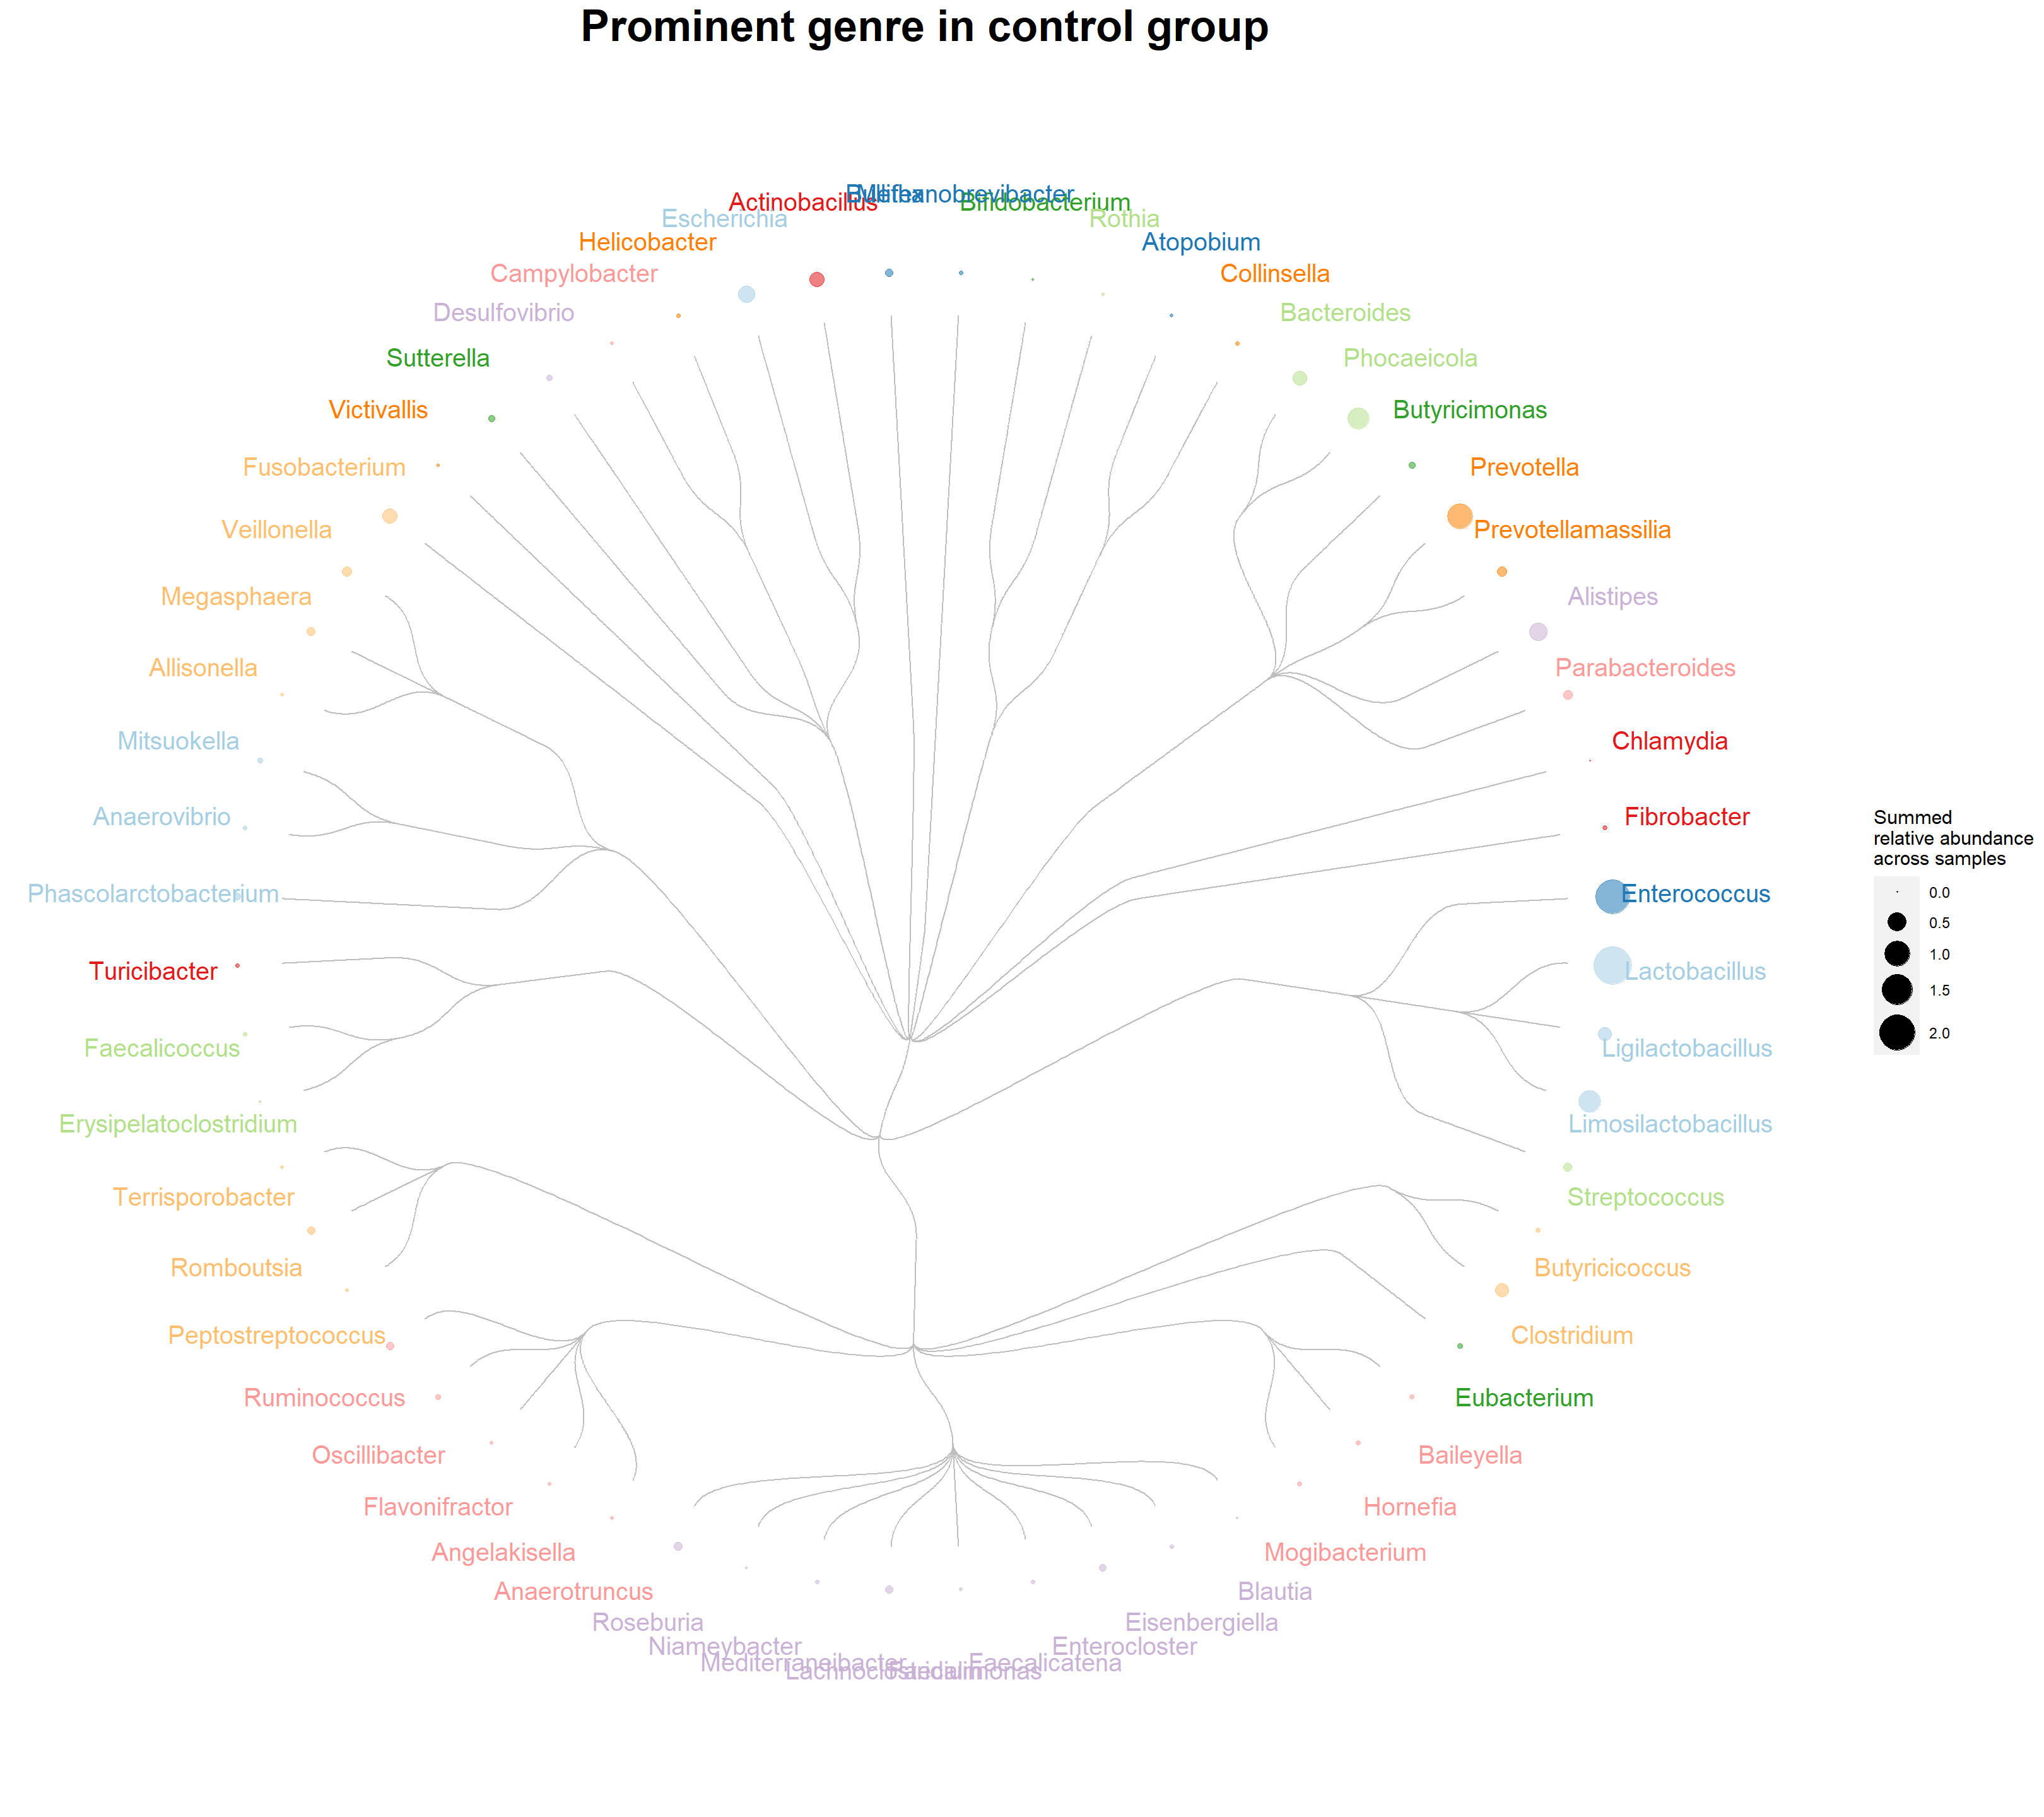 Prominent genre in control group
Bullifex
Methanobrevibacter
Actinobacillus
Bifidobacterium
Escherichia
Rothia
Helicobacter
Atopobium
Campylobacter
Collinsella
Desulfovibrio
Bacteroides
Sutterella
Phocaeicola
Victivallis
Butyricimonas
Fusobacterium
Prevotella
Veillonella
Prevotellamassilia
Megasphaera
Alistipes
Allisonella
Parabacteroides
Mitsuokella
Chlamydia
Anaerovibrio
Fibrobacter
Phascolarctobacterium
Enterococcus
Turicibacter
Lactobacillus
Faecalicoccus
Ligilactobacillus
Erysipelatoclostridium
Limosilactobacillus
Terrisporobacter
Streptococcus
Romboutsia
Butyricicoccus
Peptostreptococcus
Clostridium
Ruminococcus
Eubacterium
Oscillibacter
Baileyella
Flavonifractor
Hornefia
Angelakisella
Mogibacterium
Anaerotruncus
Blautia
Roseburia
Eisenbergiella
Niameybacter
Enterocloster
Mediterraneibacter
Faecalicatena
Lachnoclostridium
Faecalimonas
Summed
relative abundance
across samples
0.0
0.5
1.0
1.5
2.0